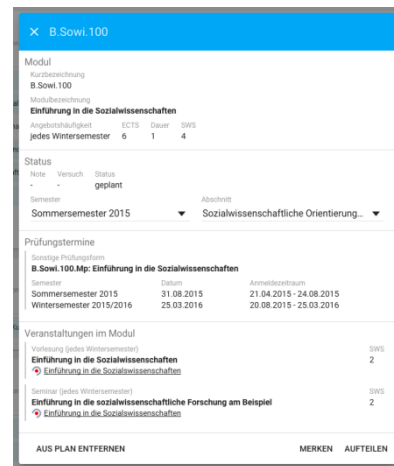 × B.Sowi.100
Modul
Kurzbezeichnung
B.Sowi.100
Modulbezeichnung
Einführung in die Sozialwissenschaften
Angebotshäufigkeit ECTS Dauer SWS
jedes Wintersemester 6 1 4
Status
Note Versuch Status
- - geplant
Semester Abschnitt
Sommersemester 2015 Sozialwissenschaftliche Orientierung...
Prüfungstermine
Sonstige Prüfungsform
B.Sowi.100.Mp: Einführung in die Sozialwissenschaften
Semester Datum Anmeldezeitraum
Sommersemester 2015 31.08.2015 21.04.2015 - 24.08.2015
Wintersemester 2015/2016 25.03.2016 20.08.2015 - 25.03.2016
Veranstaltungen im Modul
Vorlesung (jedes Wintersemester) SWS
Einführung in die Sozialwissenschaften 2
Einführung in die Sozialswissenschaften
Seminar (jedes Wintersemester) SWS
Einführung in die sozialwissenschaftliche Forschung am Beispiel 2
Einführung in die Sozialswissenschaften
AUS PLAN ENTFERNEN MERKEN AUFTEILEN